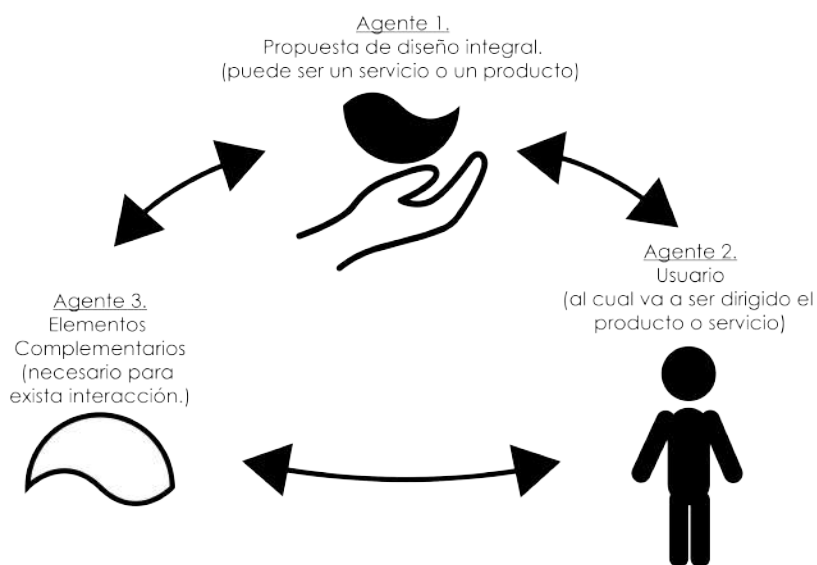 Agente 1.
Propuesta de diseño integral.
(puede ser un servicio o un producto)
Agente 2.
Usuario
(al cual va a ser dirigido el
producto o servicio)
Agente 3.
Elementos
Complementarios
(necesario para
exista interacción.)